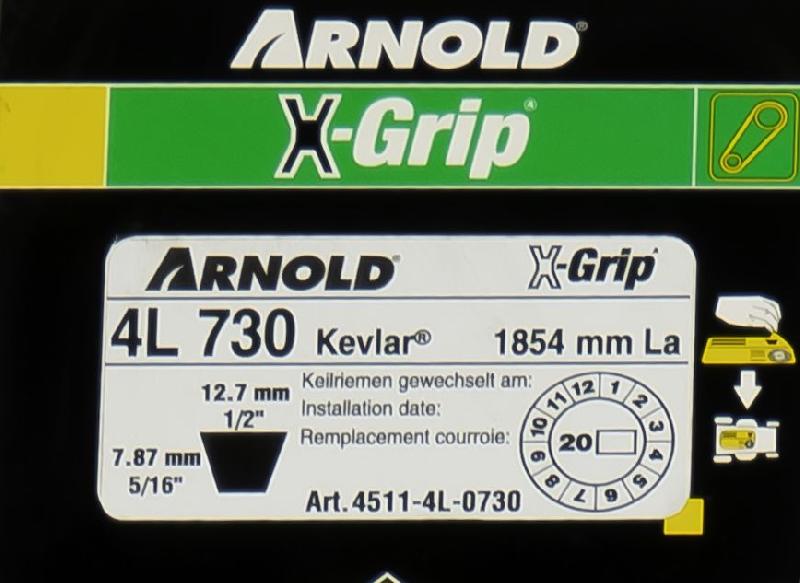 ARNOLD®
X-Grip®
ARNOLD®
X-Grip
4L 730 Kevlar® 1854 mm La
12.7 mm
1/2"
7.87 mm
5/16"
Keilriemen gewechselt am:
Installation date:
Remplacement courroie:
1 2 3 4 5 6 7 8 9 10 11 12
20
Art. 4511-4L-0730